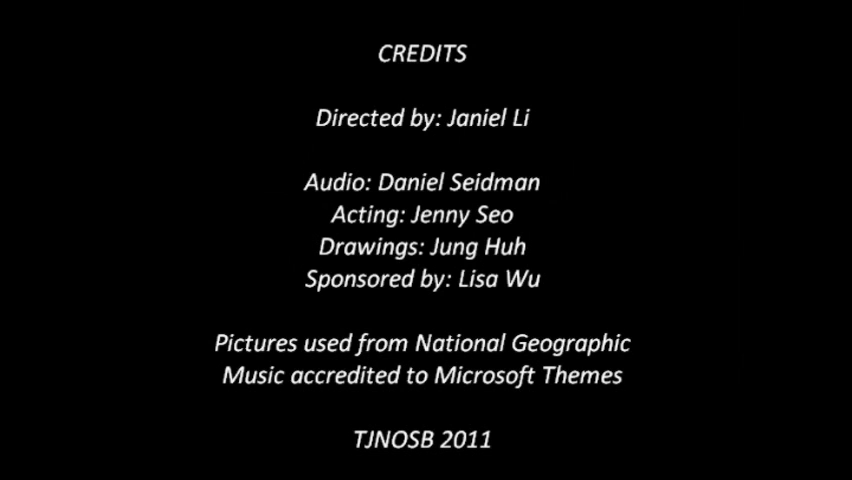 CREDITS
Directed by: Janiel Li
Audio: Daniel Seidman
Acting: Jenny Seo
Drawings: Jung Huh
Sponsored by: Lisa Wu
Pictures used from National Geographic
Music accredited to Microsoft Themes
TJNOSB 2011